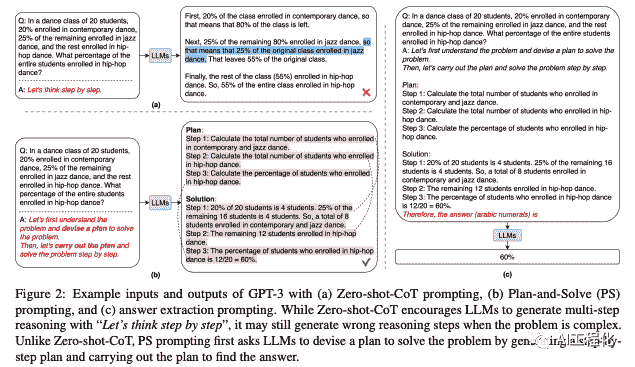 Q: In a dance class of 20 students,
20% enrolled in contemporary dance,
25% of the remaining enrolled in jazz
dance, and the rest enrolled in hip-
hop dance. What percentage of the
entire students enrolled in hip-hop
dance?
A: Let's think step by step.
LLMs
First, 20% of the class enrolled in contemporary dance, so
that means that 80% of the class is left.
Next, 25% of the remaining 80% enrolled in jazz dance, so
that means that 25% of the original class enrolled in jazz
dance. That leaves 55% of the original class.
Finally, the rest of the class (55%) enrolled in hip-hop
dance. So, 55% of the entire class enrolled in hip-hop
dance.
(a)
Q: In a dance class of 20 students,
20% enrolled in contemporary
dance, 25% of the remaining
enrolled in jazz dance, and the rest
enrolled in hip-hop dance. What
percentage of the entire students
enrolled in hip-hop dance?
A: Let's first understand the
problem and devise a plan to solve
the problem.
Then, let's carry out the plan and
solve the problem step by step.
LLMs
Plan:
Step 1: Calculate the total number of students who enrolled
in contemporary and jazz dance.
Step 2: Calculate the total number of students who enrolled
in hip-hop dance.
Step 3: Calculate the percentage of students who enrolled
in hip-hop dance.
Solution:
Step 1: 20% of 20 students is 4 students. 25% of the
remaining 16 students is 4 students. So, a total of 8
students enrolled in contemporary and jazz dance.
Step 2: The remaining 12 students enrolled in hip-hop
dance.
Step 3: The percentage of students who enrolled in hip-hop
dance is 12/20 = 60%.
(b)
Q: In a dance class of 20 students, 20% enrolled in
contemporary dance, 25% of the remaining enrolled in
jazz dance, and the rest enrolled in hip-hop dance. What
percentage of the entire students enrolled in hip-hop
dance?
A: Let's first understand the problem and devise a plan to solve the
problem.
Then, let's carry out the plan and solve the problem step by step.
Plan:
Step 1: Calculate the total number of students who enrolled in
contemporary and jazz dance.
Step 2: Calculate the total number of students who enrolled in hip-
hop dance.
Step 3: Calculate the percentage of students who enrolled in hip-
hop dance.
Solution:
Step 1: 20% of 20 students is 4 students. 25% of the remaining 16
students is 4 students. So, a total of 8 students enrolled in
contemporary and jazz dance.
Step 2: The remaining 12 students enrolled in hip-hop dance.
Step 3: The percentage of students who enrolled in hip-hop dance is
12/20 = 60%.
Therefore, the answer (arabic numerals) is
LLMs
60%
(c)
Figure 2: Example inputs and outputs of GPT-3 with (a) Zero-shot-CoT prompting, (b) Plan-and-Solve (PS)
prompting, and (c) answer extraction prompting. While Zero-shot-CoT encourages LLMs to generate multi-step
reasoning with "Let's think step by step", it may still generate wrong reasoning steps when the problem is complex.
Unlike Zero-shot-CoT, PS prompting first asks LLMs to devise a plan to solve the problem by generating a step-by-
step plan and carrying out the plan to find the answer.
AI工程化